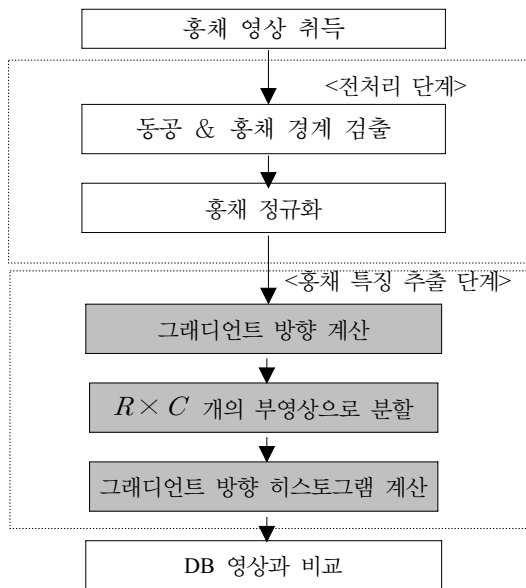 홍채 영상 취득
<전처리 단계>
동공 & 홍채 경계 검출
홍채 정규화
<홍채 특징 추출 단계>
그래디언트 방향 계산
R × C 개의 부영상으로 분할
그래디언트 방향 히스토그램 계산
DB 영상과 비교